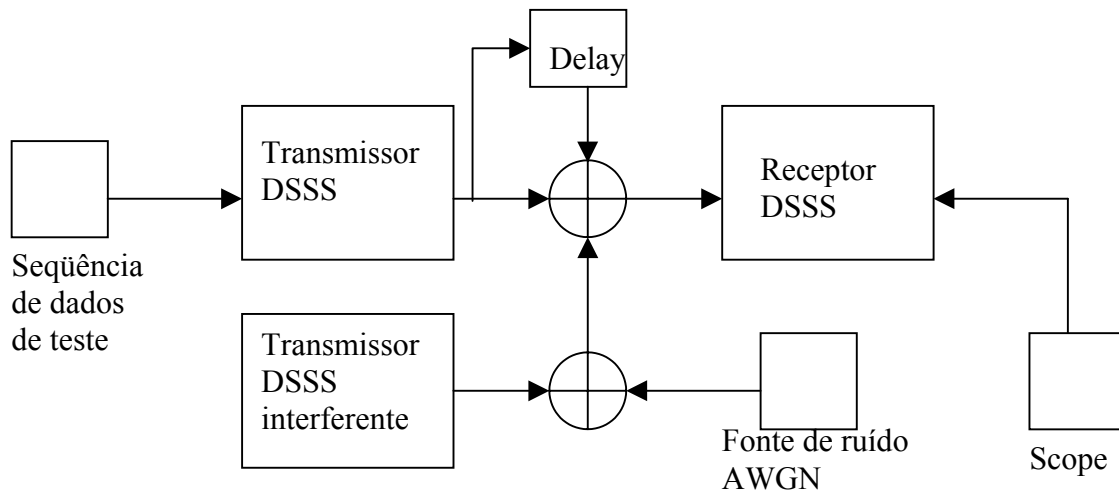 Delay
Transmissor
DSSS
Receptor
DSSS
Seqüência
de dados
de teste
Transmissor
DSSS
interferente
Fonte de ruído
AWGN
Scope